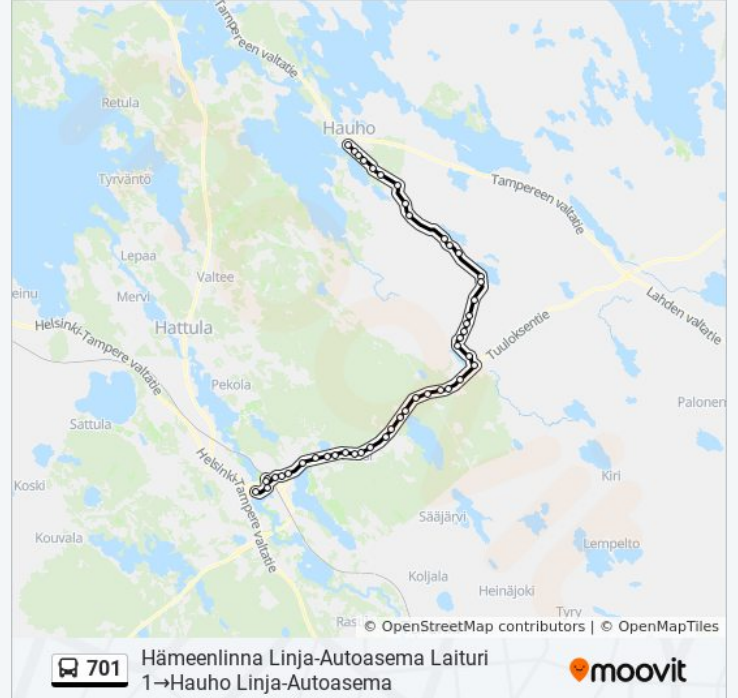 Tampereen valtatie
Retula
Hauho
Tyrväntö
Tampereen valtatie
Lepaa
Valtee
einu
Mervi
Lahden valtatie
Helsinki-Tampere valtatie
Hattula
Tuuloksentie
Pekola
Palonen
Sattula
Helsinki-Tampere valtatie
Koski
Kiri
Sääjärvi
Kouvala
Lempelto
Koljala
Heinäjoki
Tyry
Ras
© OpenStreetMap contributors | © OpenMapTiles
701
Hämeenlinna Linja-Autoasema Laituri
1→Hauho Linja-Autoasema
moovit